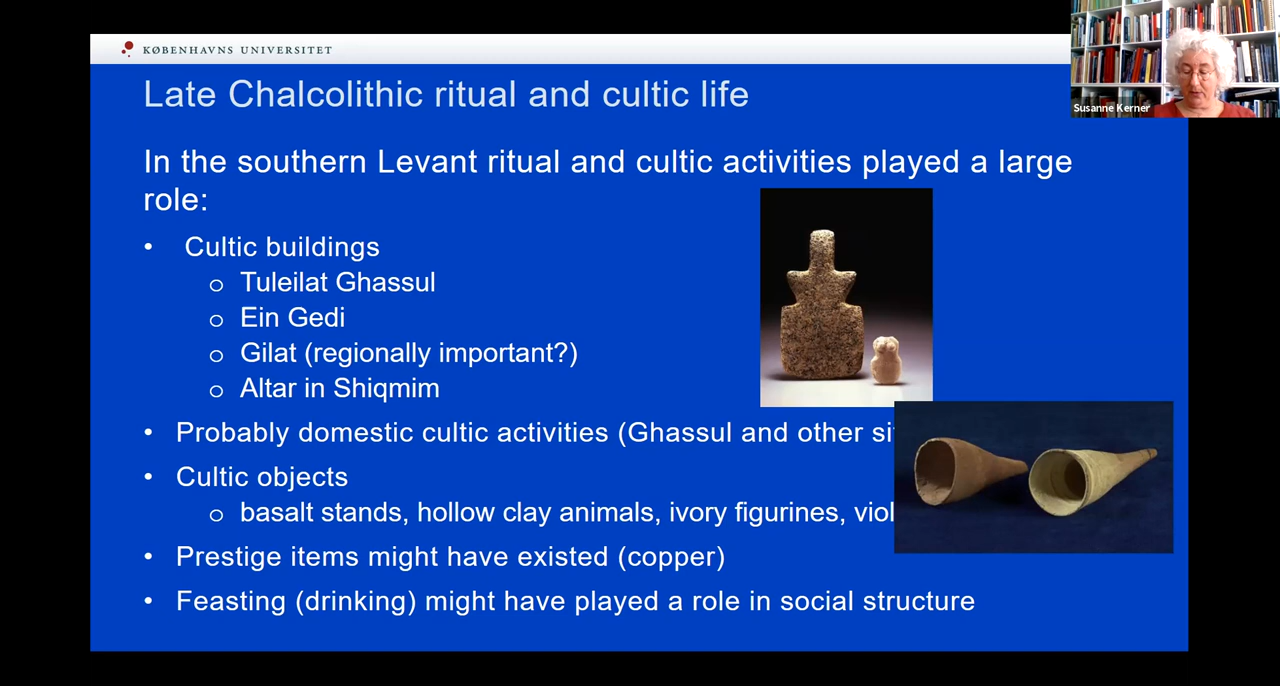 KØBENHAVNS UNIVERSITET
Susanne Kerner
Late Chalcolithic ritual and cultic life
In the southern Levant ritual and cultic activities played a large
role:
• Cultic buildings
o Tuleilat Ghassul
o Ein Gedi
o Gilat (regionally important?)
o Altar in Shiqmim
• Probably domestic cultic activities (Ghassul and other
• Cultic objects
o basalt stands, hollow clay animals, ivory figurines,
• Prestige items might have existed (copper)
• Feasting (drinking) might have played a role in social structure